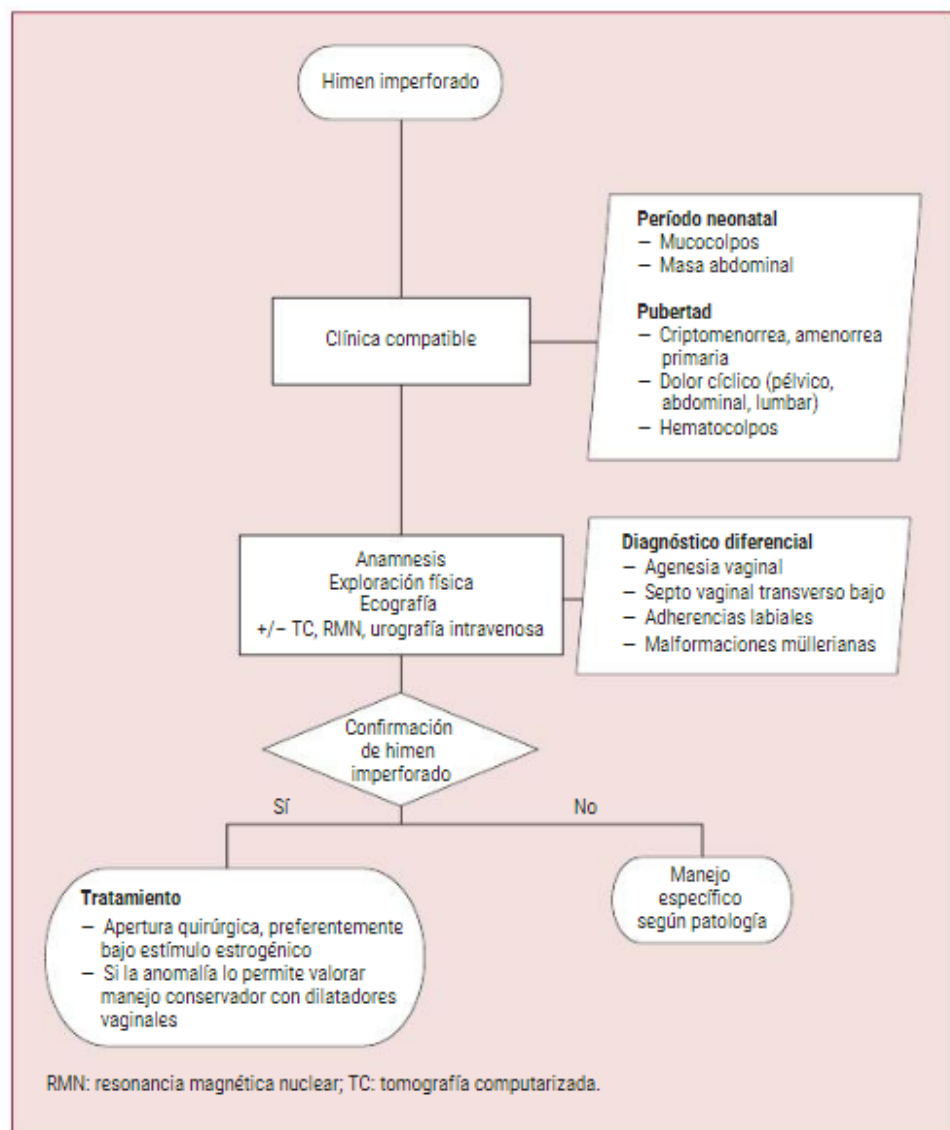 Himen imperforado
Período neonatal
– Mucocolpos
– Masa abdominal
Pubertad
– Criptomenorrea, amenorrea
primaria
– Dolor cíclico (pélvico,
abdominal, lumbar)
– Hematocolpos
Clínica compatible
Anamnesis
Exploración física
Ecografía
+/– TC, RMN, urografía intravenosa
Diagnóstico diferencial
– Agenesia vaginal
– Septo vaginal transverso bajo
– Adherencias labiales
– Malformaciones müllerianas
Confirmación
de himen
imperforado
Sí
No
Tratamiento
– Apertura quirúrgica, preferentemente
bajo estímulo estrogénico
– Si la anomalía lo permite valorar
manejo conservador con dilatadores
vaginales
Manejo
específico
según patología
RMN: resonancia magnética nuclear; TC: tomografía computarizada.